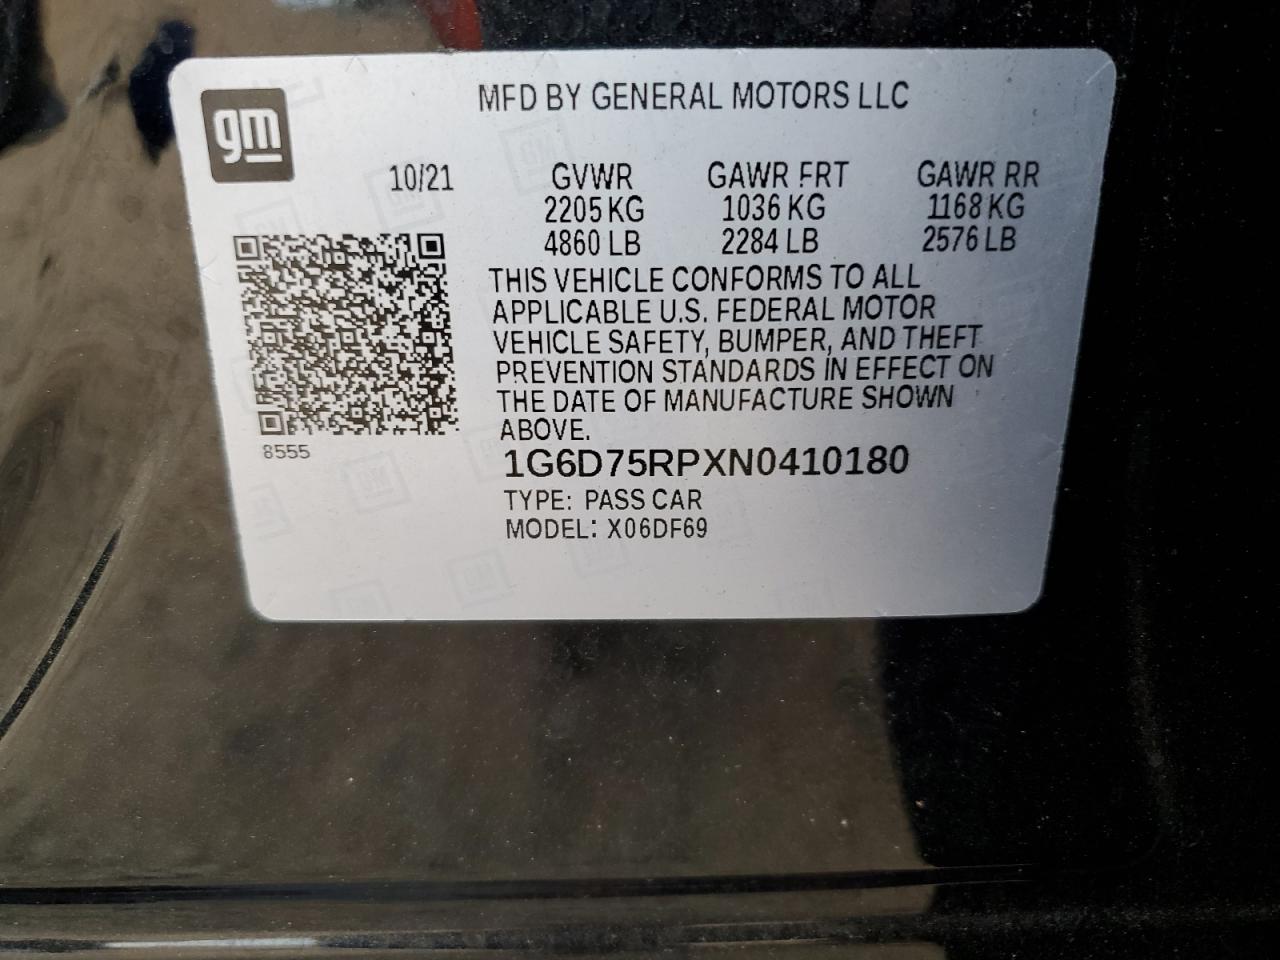 MFD BY GENERAL MOTORS LLC
gm
10/21 GVWR GAWR FRT GAWR RR
2205 KG 1036 KG 1168 KG
4860 LB 2284 LB 2576 LB
THIS VEHICLE CONFORMS TO ALL
APPLICABLE U.S. FEDERAL MOTOR
VEHICLE SAFETY, BUMPER, AND THEFT
PREVENTION STANDARDS IN EFFECT ON
THE DATE OF MANUFACTURE SHOWN
ABOVE.
8555
1G6D75RPXN0410180
TYPE: PASS CAR
MODEL: X06DF69